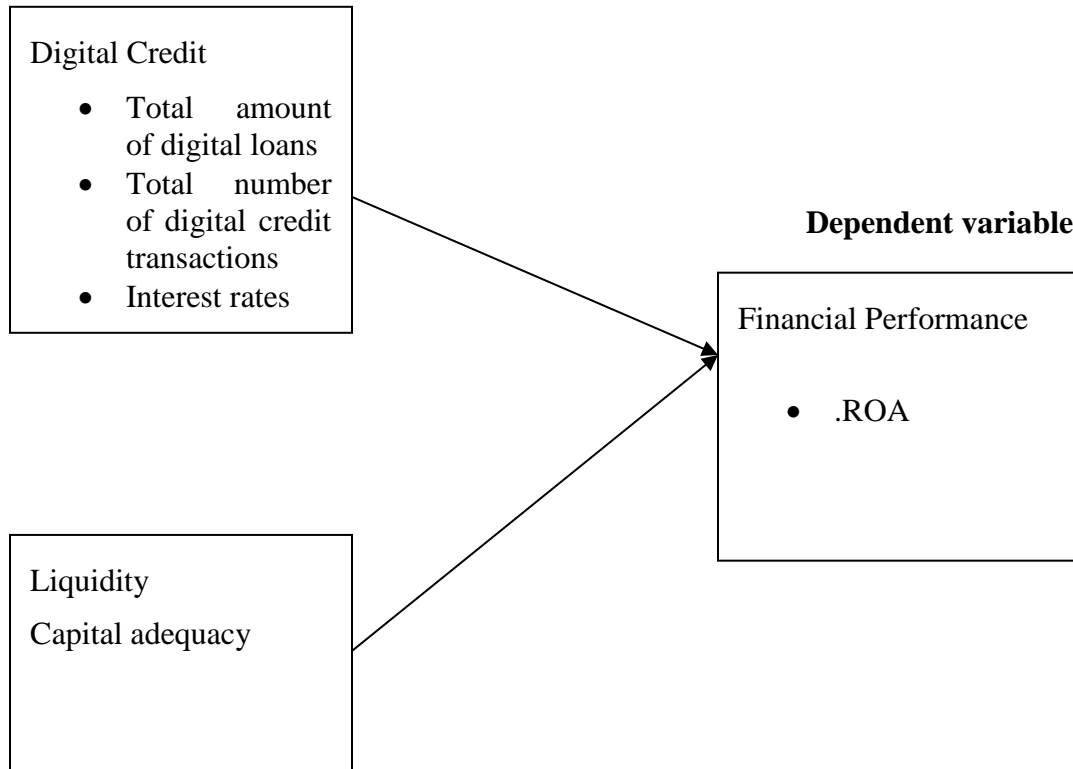 Digital Credit
• Total amount
of digital loans
• Total number
of digital credit
transactions
• Interest rates
Dependent variable
Financial Performance
• .ROA
Liquidity
Capital adequacy